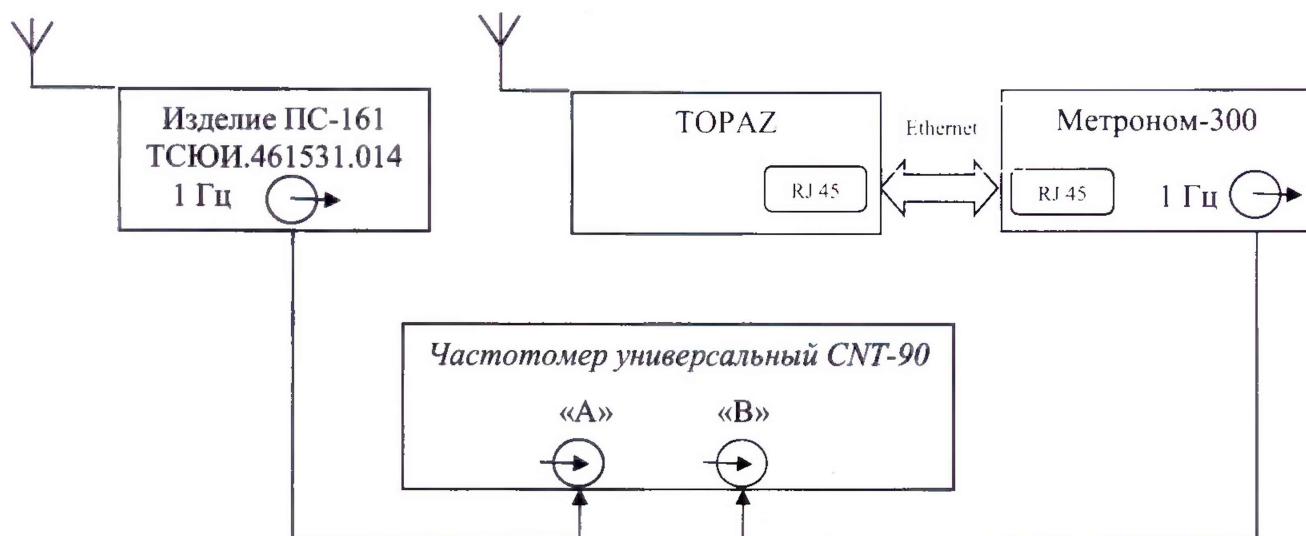 Изделие ПС-161
ТСЮИ.461531.014
1 Гц
TOPAZ
RJ 45
Ethernet
Метроном-300
RJ 45
1 Гц
Частотомер универсальный CNT-90
«А»
«В»